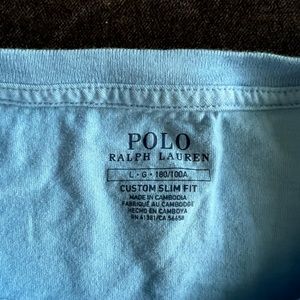 POLO
RALPH LAUREN
L • G • 180/100A
CUSTOM SLIM FIT
MADE IN CAMBODIA
FABRIQUÉ AU CAMBODGE
HECHO EN CAMBOYA
RN 41381/CA 56458